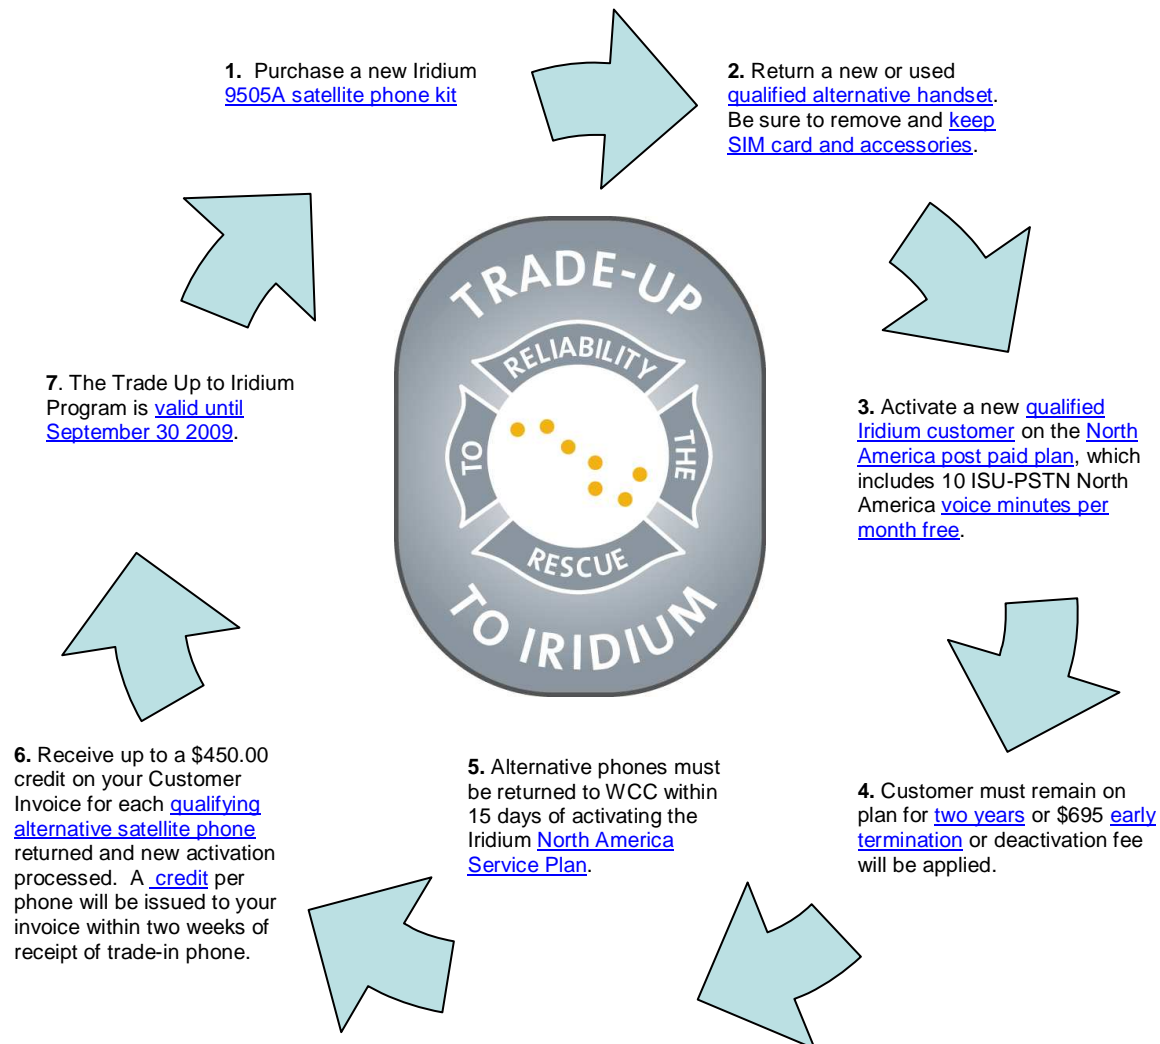 1. Purchase a new Iridium
9505A satellite phone kit
2. Return a new or used
qualified alternative handset.
Be sure to remove and keep
SIM card and accessories.
3. Activate a new qualified
Iridium customer on the North
America post paid plan, which
includes 10 ISU-PSTN North
America voice minutes per
month free.
4. Customer must remain on
plan for two years or $695 early
termination or deactivation fee
will be applied.
5. Alternative phones must
be returned to WCC within
15 days of activating the
Iridium North America
Service Plan.
6. Receive up to a $450.00
credit on your Customer
Invoice for each qualifying
alternative satellite phone
returned and new activation
processed. A credit per
phone will be issued to your
invoice within two weeks of
receipt of trade-in phone.
7. The Trade Up to Iridium
Program is valid until
September 30 2009.
TRADE-UP
RELIABILITY
TO
THE
RESCUE
TO IRIDIUM